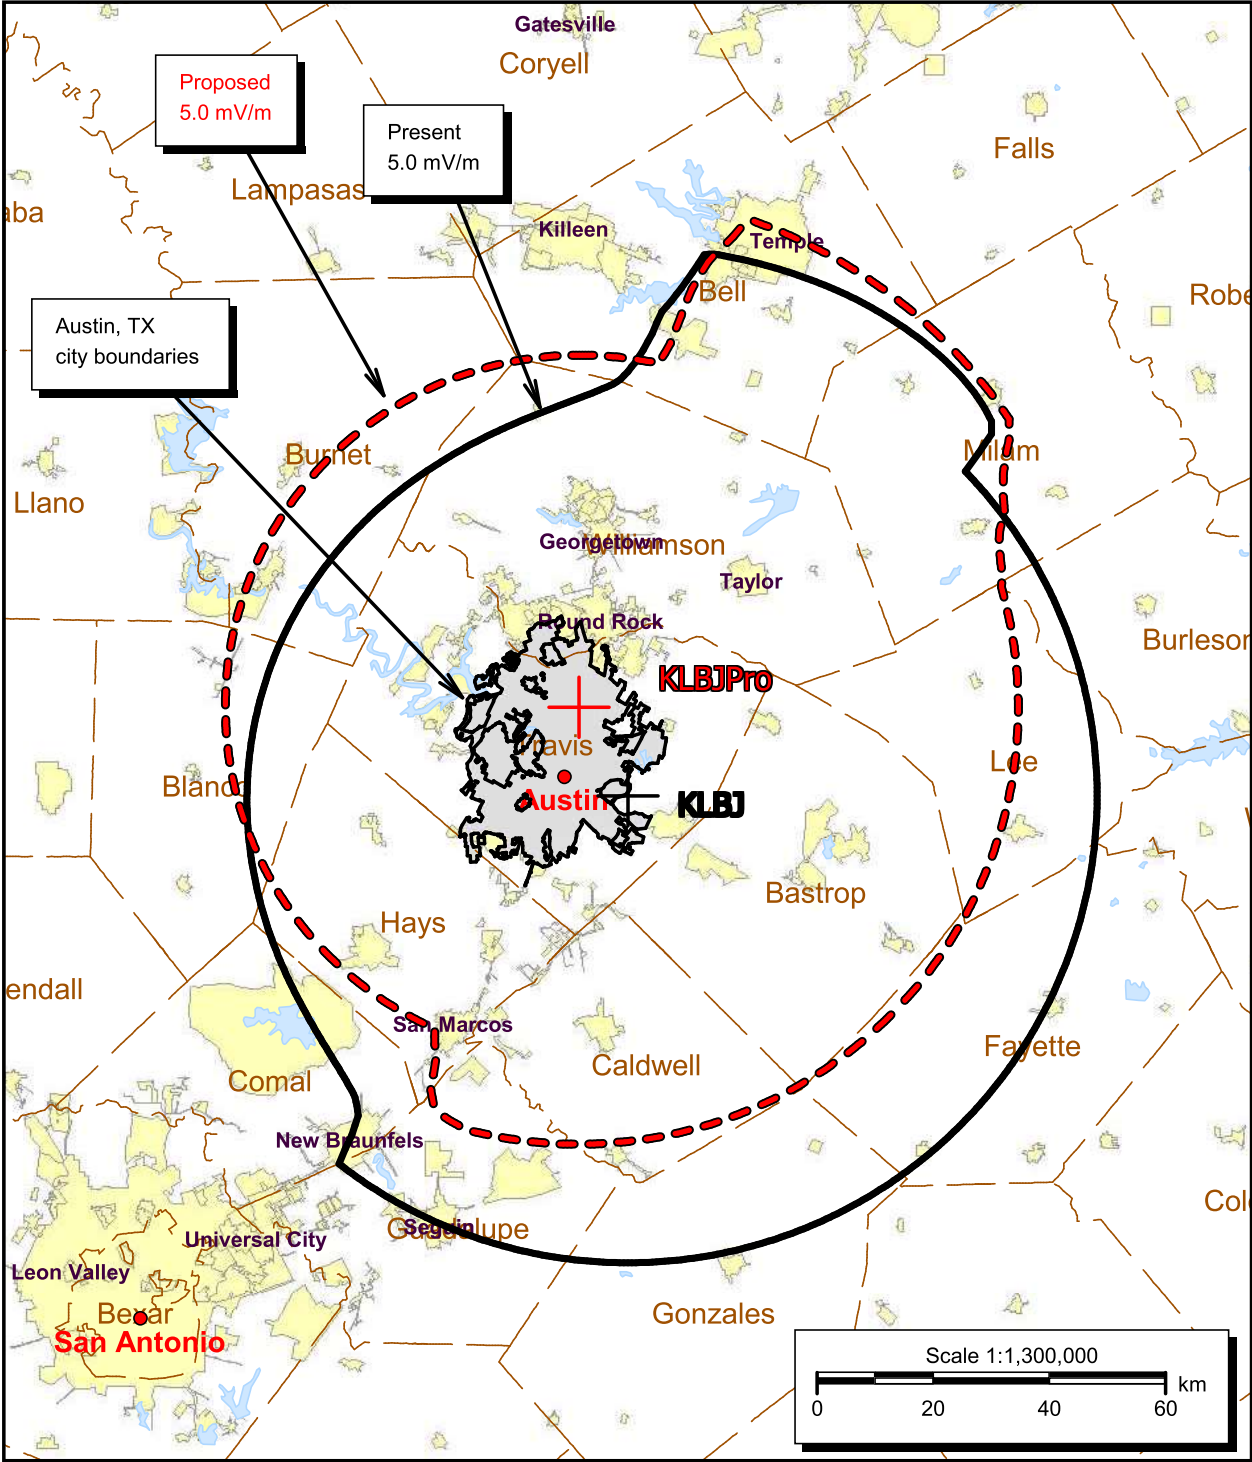 Gatesville
Coryell
Proposed
5.0 mV/m
Present
5.0 mV/m
Falls
Lampasas
aba
Killeen
Temple
Bell
Robe
Austin, TX
city boundaries
Burnet
Milam
Llano
Georgetown
Williamson
Taylor
Round Rock
Burleson
KLBJPro
Travis
Lee
Blanco
Austin
KLBJ
Bastrop
Hays
endall
San Marcos
Fayette
Caldwell
Comal
New Braunfels
Col
Seguin
Guadalupe
Universal City
Leon Valley
Bexar
Gonzales
San Antonio
Scale 1:1,300,000
km
0 20 40 60